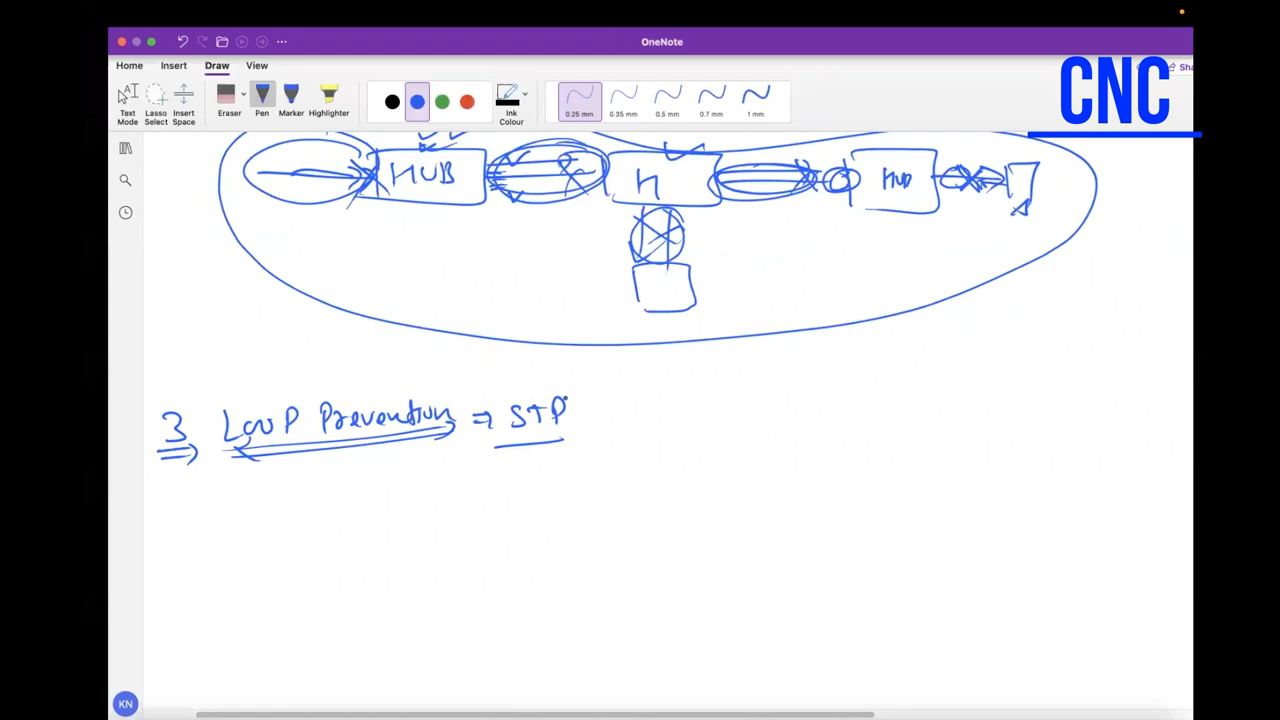 OneNote
Home Insert Draw View
CNC
Sha
Text Mode
Lasso Select
Insert Space
Eraser
Pen
Marker
Highlighter
Ink Colour
0.25 mm
0.35 mm
0.5 mm
0.7 mm
1 mm
HUB H HUB
3 Loop Prevention ⇒ STP
KN